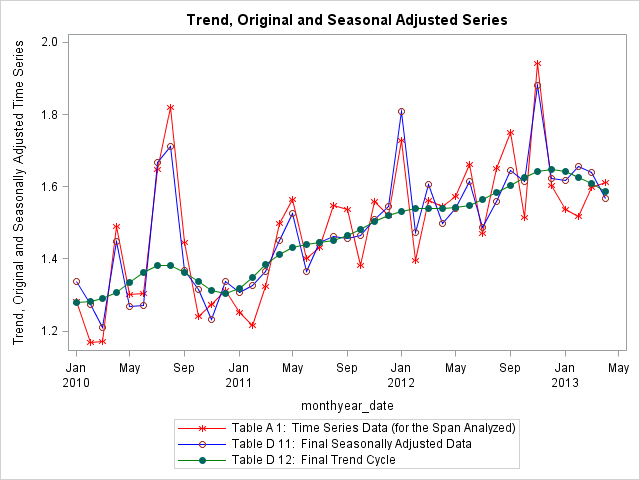 Trend, Original and Seasonal Adjusted Series
Trend, Original and Seasonally Adjusted Time Series
2.0
1.8
1.6
1.4
1.2
Jan May Sep Jan May Sep Jan May Sep Jan May
2010 2011 2012 2013
monthyear_date
Table A 1: Time Series Data (for the Span Analyzed)
Table D 11: Final Seasonally Adjusted Data
Table D 12: Final Trend Cycle